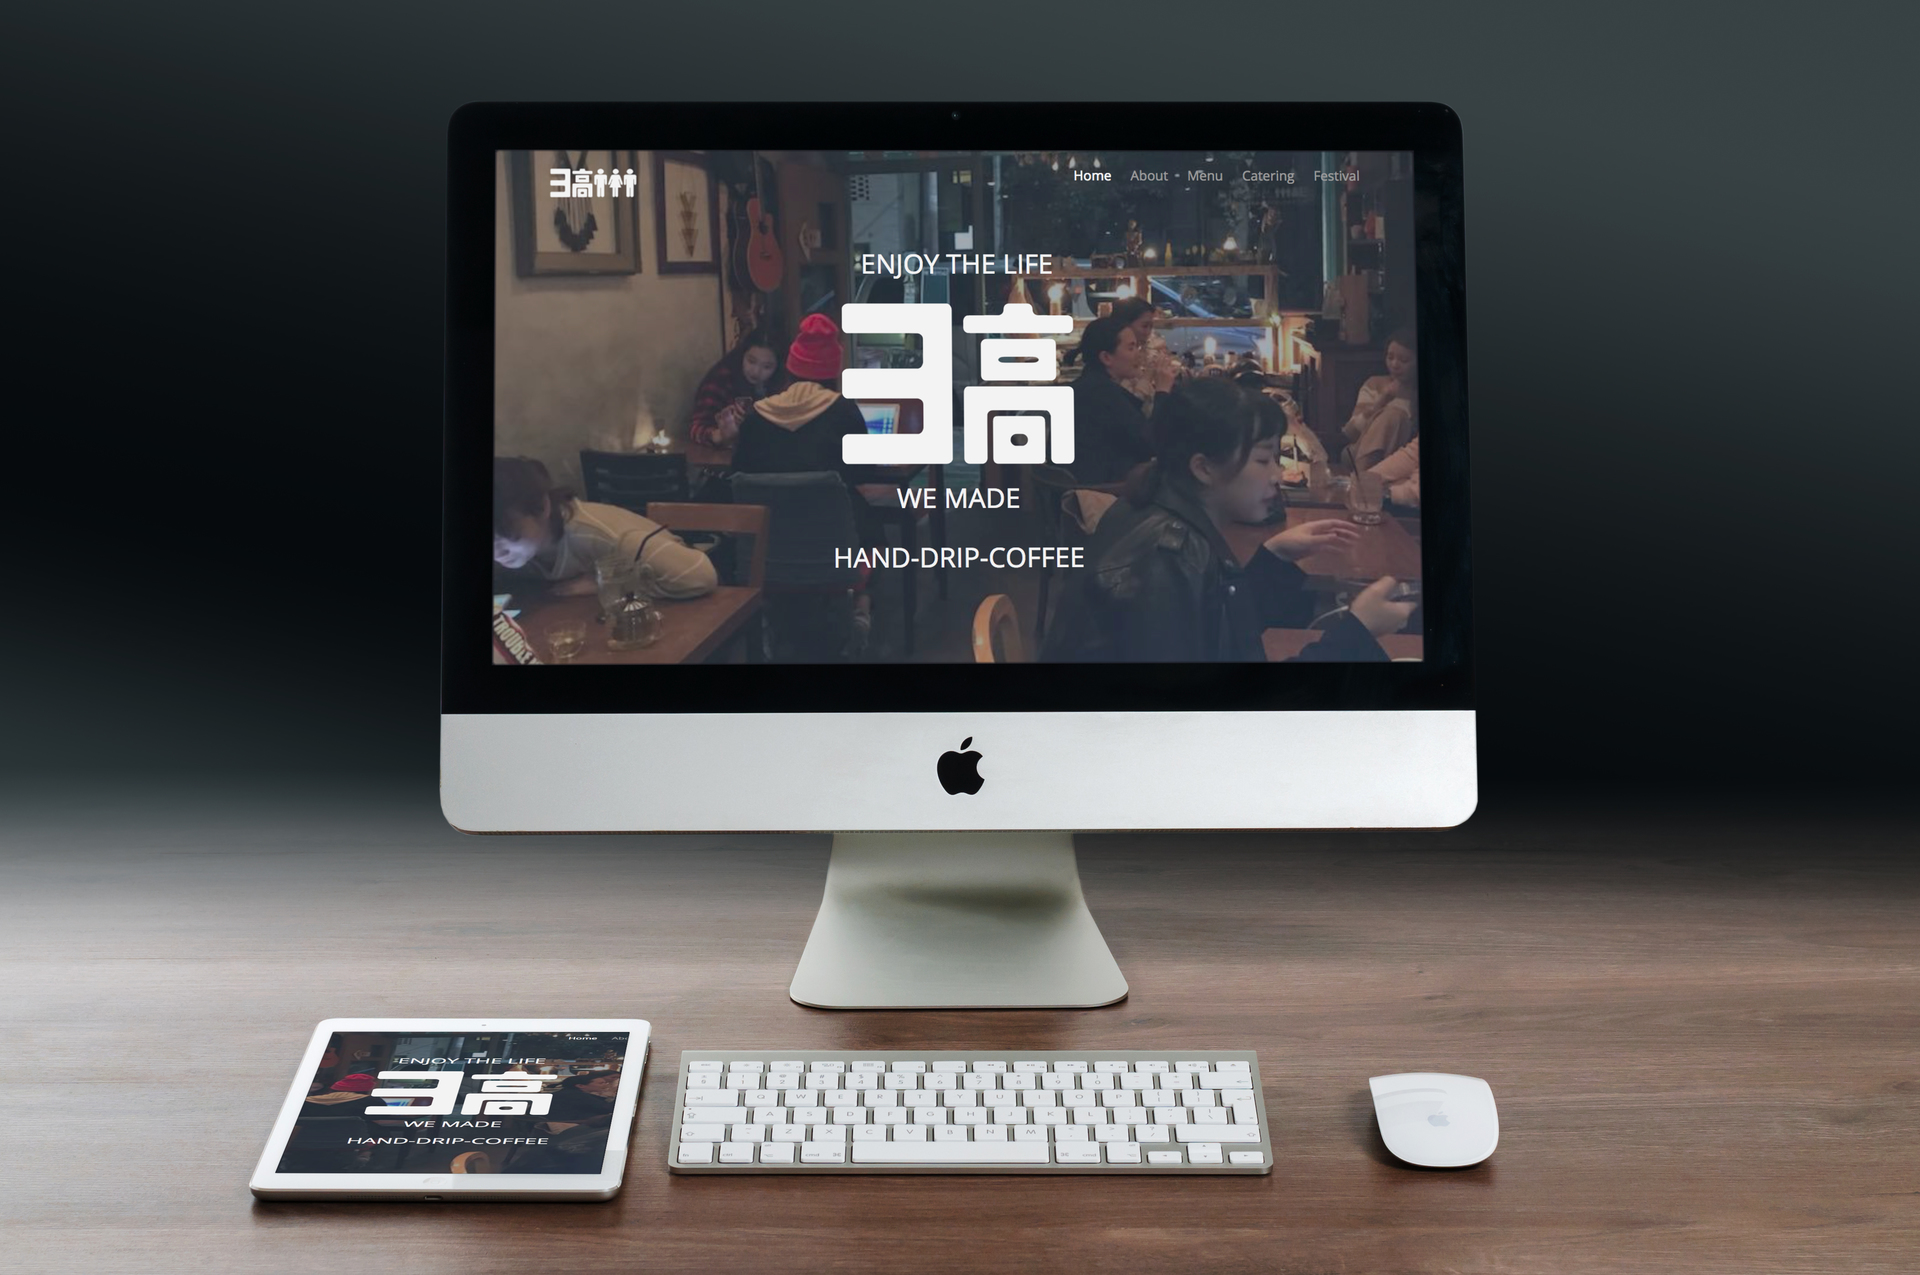 3高
Home About Menu Catering Festival
ENJOY THE LIFE
3高
WE MADE
HAND-DRIP-COFFEE
TROUBLE
Home
ENJOY THE LIFE
3高
WE MADE
HAND-DRIP-COFFEE
Q W E R T Y U I O P
A S D F G H J K L
Z X C V B N M